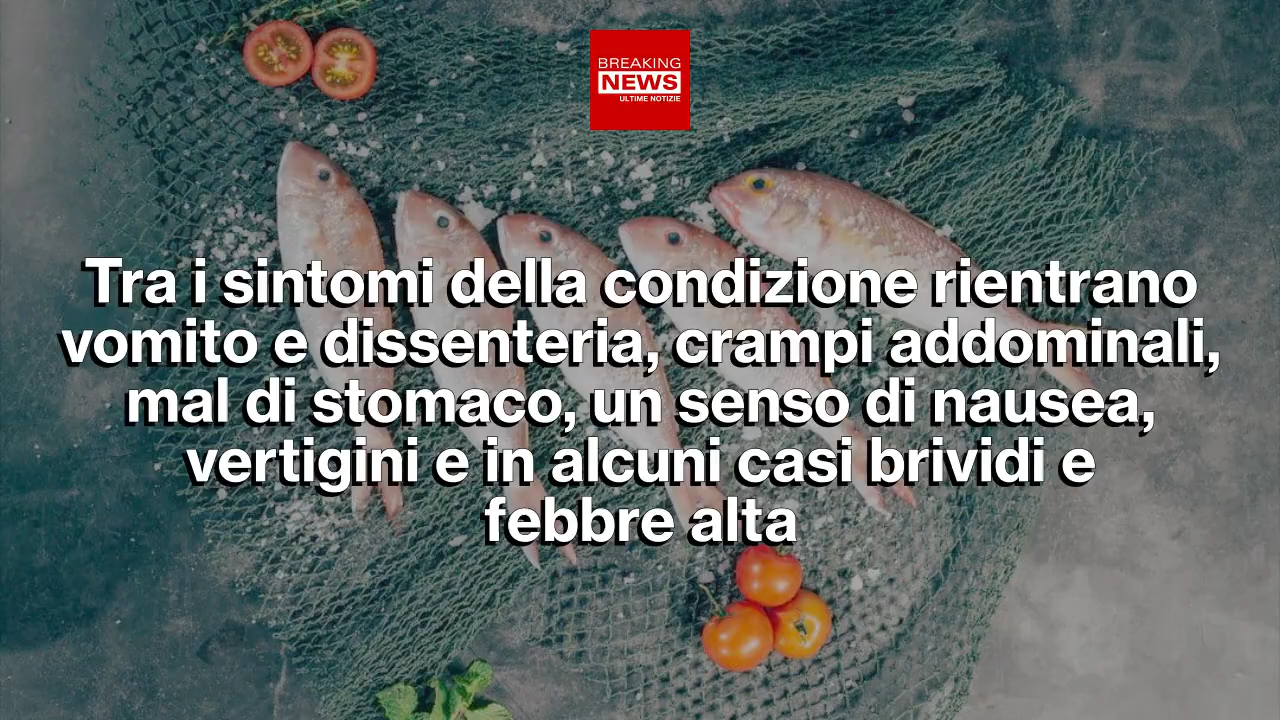 BREAKING
NEWS
ULTIME NOTIZIE
Tra i sintomi della condizione rientrano
vomito e dissenteria, crampi addominali,
mal di stomaco, un senso di nausea,
vertigini e in alcuni casi brividi e
febbre alta